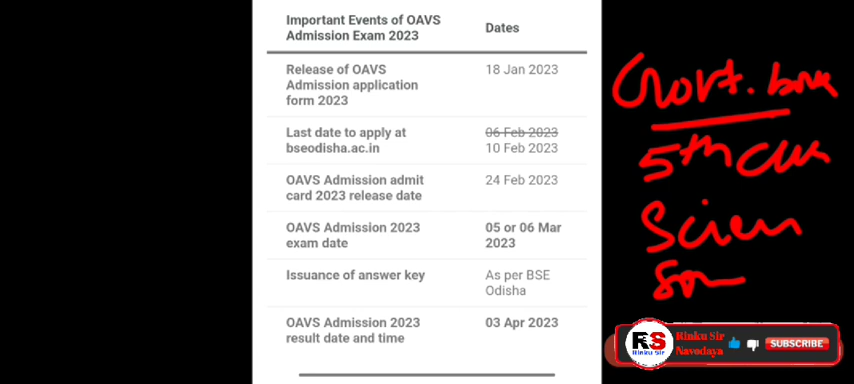 Important Events of OAVS
Admission Exam 2023
Dates
Release of OAVS
Admission application
form 2023
18 Jan 2023
Last date to apply at
bseodisha.ac.in
06 Feb 2023
10 Feb 2023
OAVS Admission admit
card 2023 release date
24 Feb 2023
OAVS Admission 2023
exam date
05 or 06 Mar
2023
Issuance of answer key
As per BSE
Odisha
OAVS Admission 2023
result date and time
03 Apr 2023
Govt.
5th
RS
Rinku Sir
Rinku Sir
Navodaya
SUBSCRIBE